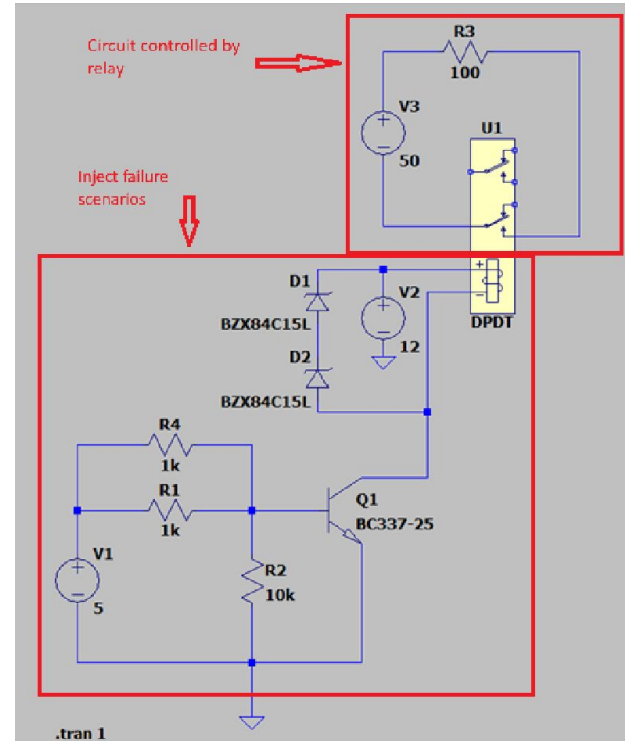 Circuit controlled by
relay
R3
100
V3
50
U1
Inject failure
scenarios
+
−
DPDT
D1
BZX84C15L
V2
12
D2
BZX84C15L
R4
1k
R1
1k
Q1
BC337-25
V1
5
R2
10k
.tran 1